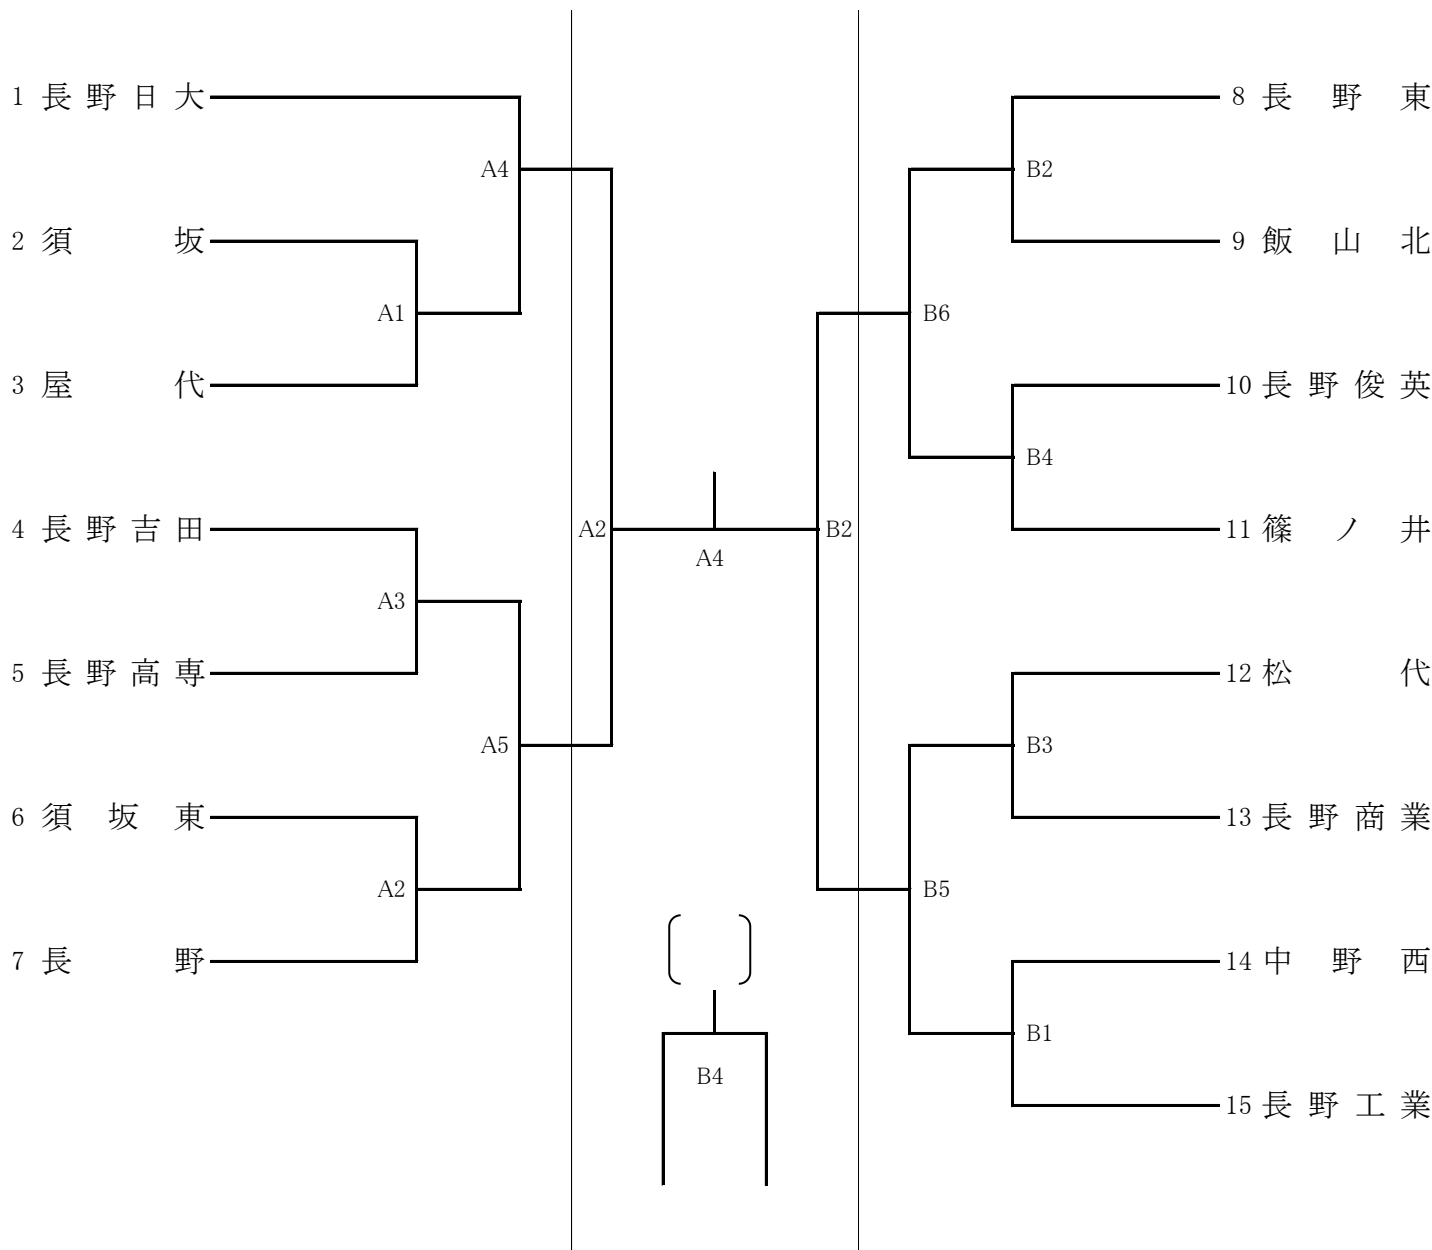 1 長野日大
A4
2 須坂
A1
3 屋代
4 長野吉田
A3
5 長野高専
A5
6 須坂東
A2
7 長野
A2
A4
B2
B4
8 長野東
B2
9 飯山北
B6
10 長野俊英
B4
11 篠ノ井
12 松代
B3
13 長野商業
B5
14 中野西
B1
15 長野工業